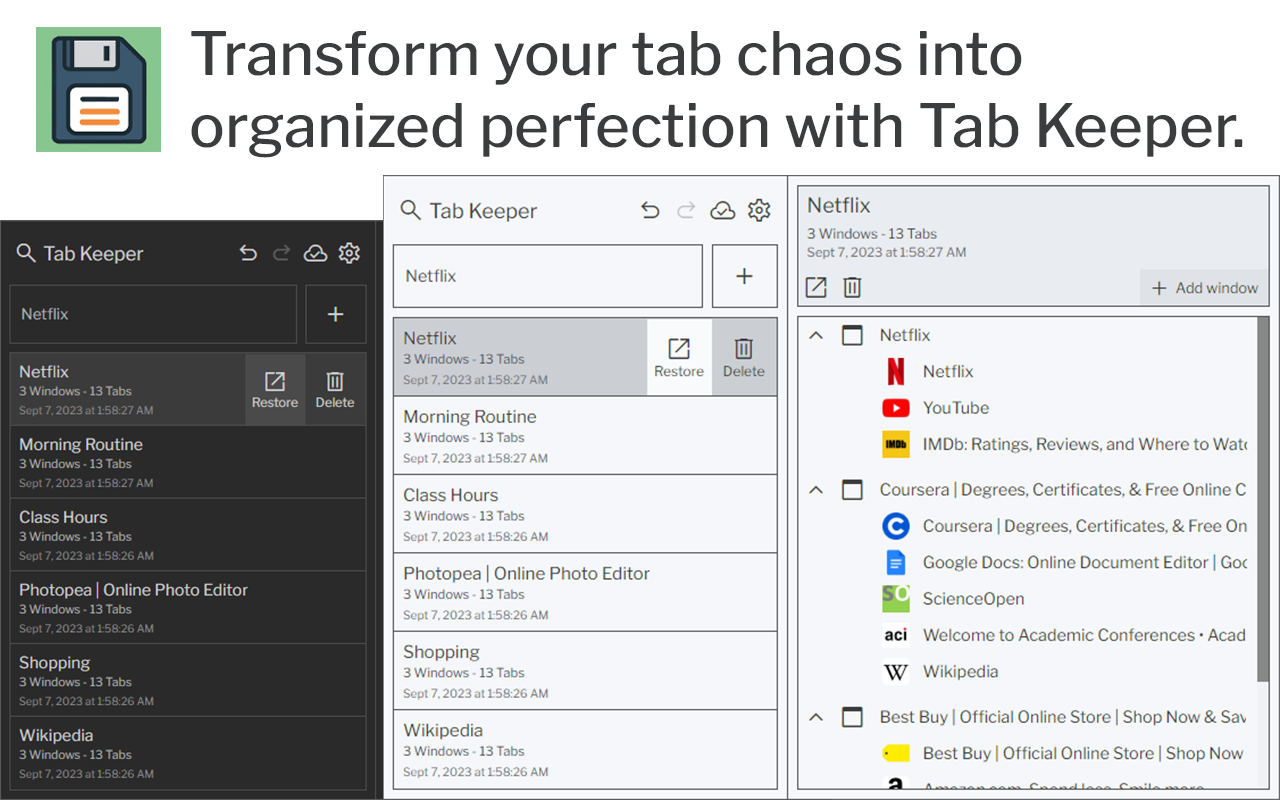 Transform your tab chaos into
organized perfection with Tab Keeper.
Tab Keeper
Netflix
+
Netflix
3 Windows - 13 Tabs
Sept 7, 2023 at 1:58:27 AM
Restore
Delete
Morning Routine
3 Windows - 13 Tabs
Sept 7, 2023 at 1:58:27 AM
Class Hours
3 Windows - 13 Tabs
Sept 7, 2023 at 1:58:26 AM
Photopea | Online Photo Editor
3 Windows - 13 Tabs
Sept 7, 2023 at 1:58:26 AM
Shopping
3 Windows - 13 Tabs
Sept 7, 2023 at 1:58:26 AM
Wikipedia
3 Windows - 13 Tabs
Sept 7, 2023 at 1:58:26 AM
Tab Keeper
Netflix
+
Netflix
3 Windows - 13 Tabs
Sept 7, 2023 at 1:58:27 AM
Restore
Delete
Morning Routine
3 Windows - 13 Tabs
Sept 7, 2023 at 1:58:27 AM
Class Hours
3 Windows - 13 Tabs
Sept 7, 2023 at 1:58:26 AM
Photopea | Online Photo Editor
3 Windows - 13 Tabs
Sept 7, 2023 at 1:58:26 AM
Shopping
3 Windows - 13 Tabs
Sept 7, 2023 at 1:58:26 AM
Wikipedia
3 Windows - 13 Tabs
Sept 7, 2023 at 1:58:26 AM
Netflix
3 Windows - 13 Tabs
Sept 7, 2023 at 1:58:27 AM
+ Add window
Netflix
N Netflix
YouTube
IMDb IMDb: Ratings, Reviews, and Where to Watc
Coursera | Degrees, Certificates, & Free Online C
C Coursera | Degrees, Certificates, & Free On
Google Docs: Online Document Editor | Goo
SO ScienceOpen
aci Welcome to Academic Conferences • Acad
W Wikipedia
Best Buy | Official Online Store | Shop Now & Sav
Best Buy | Official Online Store | Shop Now
a Amazon.com. Spend less. Smile more.